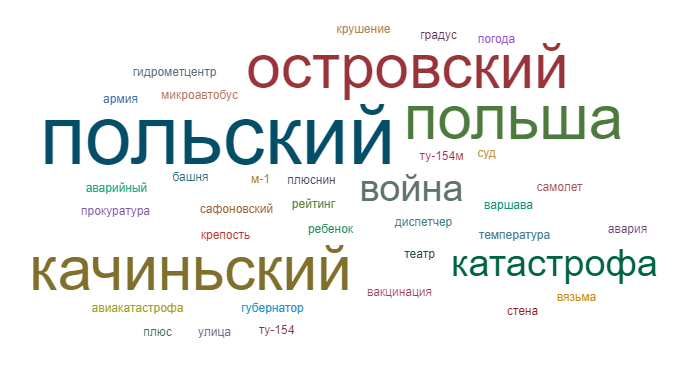 крушение
градус
погода
островский
гидрометцентр
армия
микроавтобус
польский
польша
ту-154м
суд
башня
м-1
плюснин
война
аварийный
самолет
прокуратура
сафоновский
рейтинг
варшава
крепость
ребенок
диспетчер
температура
авария
качиньский
театр
катастрофа
вакцинация
вязьма
авиакатастрофа
губернатор
стена
плюс
улица
ту-154